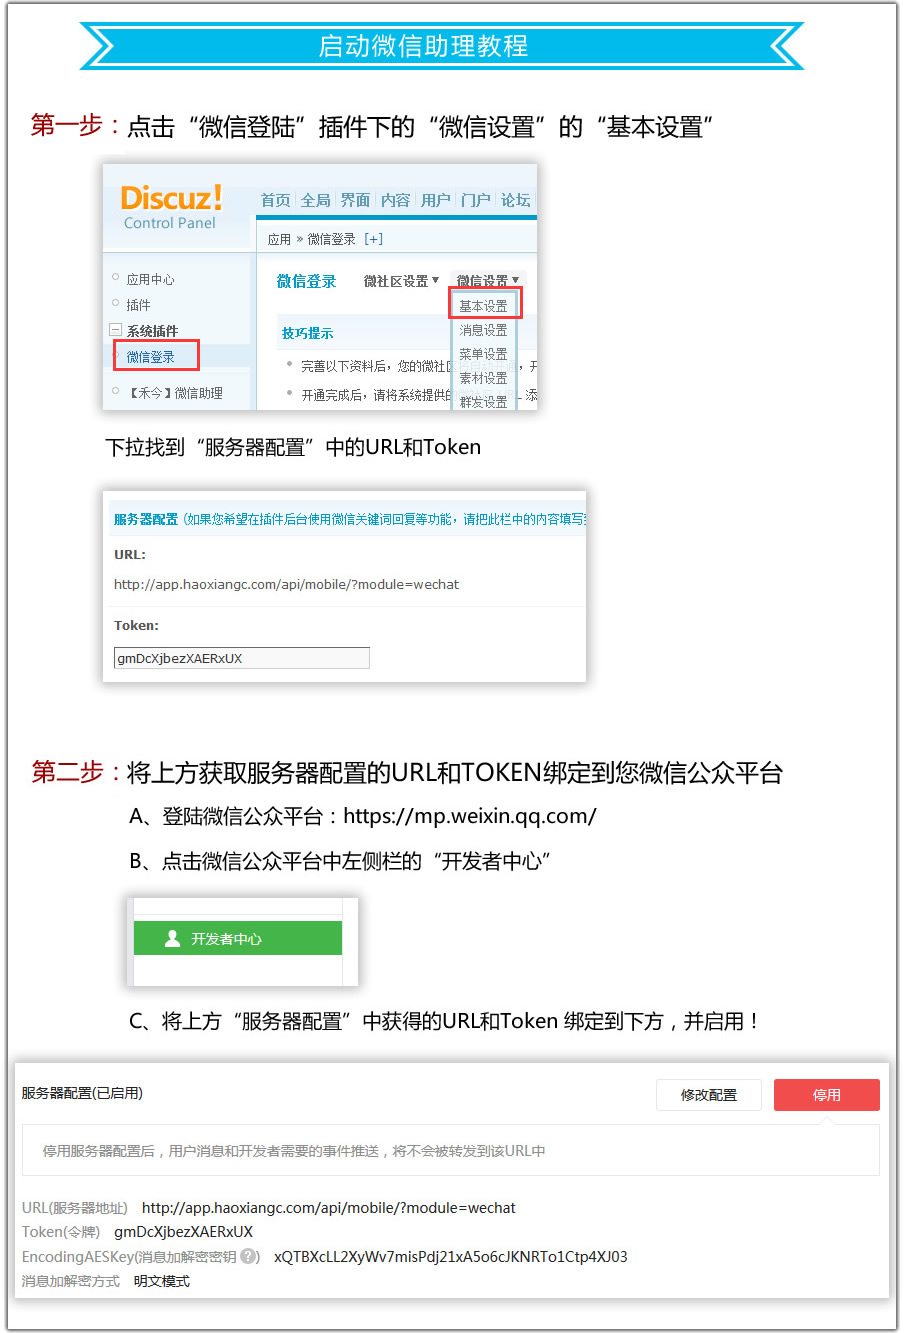 启动微信助理教程
第一步：点击“微信登陆”插件下的“微信设置”的“基本设置”
Discuz!
Control Panel
首页 全局 界面 内容 用户 门户 论坛
应用 » 微信登录 [+]
应用中心
插件
系统插件
微信登录
【禾今】微信助理
微信登录 微社区设置▼ 微信设置▼
基本设置
消息设置
菜单设置
素材设置
群发设置
技巧提示
完善以下资料后，您的微社区将自动开通，开
开通完成后，请将系统提供的
下拉找到“服务器配置”中的URL和Token
服务器配置 (如果您希望在插件后台使用微信关键词回复等功能，请把此栏中的内容填写
URL:
http://app.haoxiangc.com/api/mobile/?module=wechat
Token:
gmDcXjbezXAERxUX
第二步：将上方获取服务器配置的URL和TOKEN绑定到您微信公众平台
A、登陆微信公众平台：https://mp.weixin.qq.com/
B、点击微信公众平台中左侧栏的“开发者中心”
开发者中心
C、将上方“服务器配置”中获得的URL和Token 绑定到下方，并启用！
服务器配置(已启用) 修改配置 停用
停用服务器配置后，用户消息和开发者需要的事件推送，将不会被转发到该URL中
URL(服务器地址) http://app.haoxiangc.com/api/mobile/?module=wechat
Token(令牌) gmDcXjbezXAERxUX
EncodingAESKey(消息加解密密钥 ?) xQTBXcLL2XyWv7misPdj21xA5o6cJKNRTo1Ctp4XJ03
消息加解密方式 明文模式